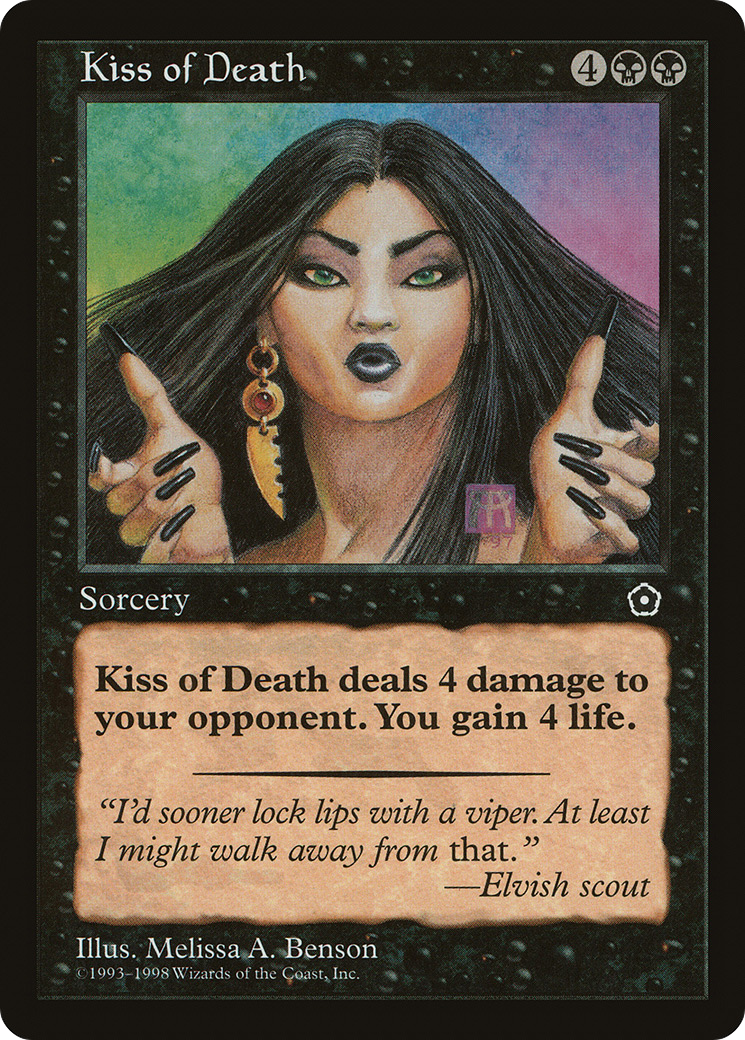 Kiss of Death 4
Sorcery
Kiss of Death deals 4 damage to
your opponent. You gain 4 life.
“I’d sooner lock lips with a viper. At least
I might walk away from that.”
—Elvish scout
Illus. Melissa A. Benson
©1993–1998 Wizards of the Coast, Inc.